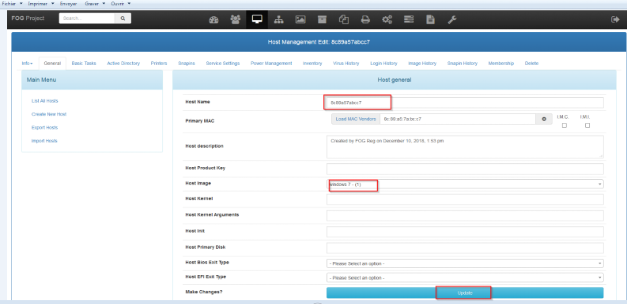 Fichier Imprimer Envoyer Graver Ouvrir
FOG Project Search
Host Management Edit: 8c89a57abcc7
Info General Basic Tasks Active Directory Printers Snapins Service Settings Power Management Inventory Virus History Login History Image History Snapin History Membership Delete
Main Menu
Host general
List All Hosts
Create New Host
Export Hosts
Import Hosts
Host Name 8c89a57abcc7
Primary MAC Load MAC Vendors 8c:89:a5:7a:bc:c7 I.M.C. I.M.I.
Host description Created by FOG Reg on December 10, 2018, 1:53 pm
Host Product Key
Host Image windows 7 - (1)
Host Kernel
Host Kernel Arguments
Host Init
Host Primary Disk
Host Bios Exit Type - Please Select an option -
Host EFI Exit Type - Please Select an option -
Make Changes? Update